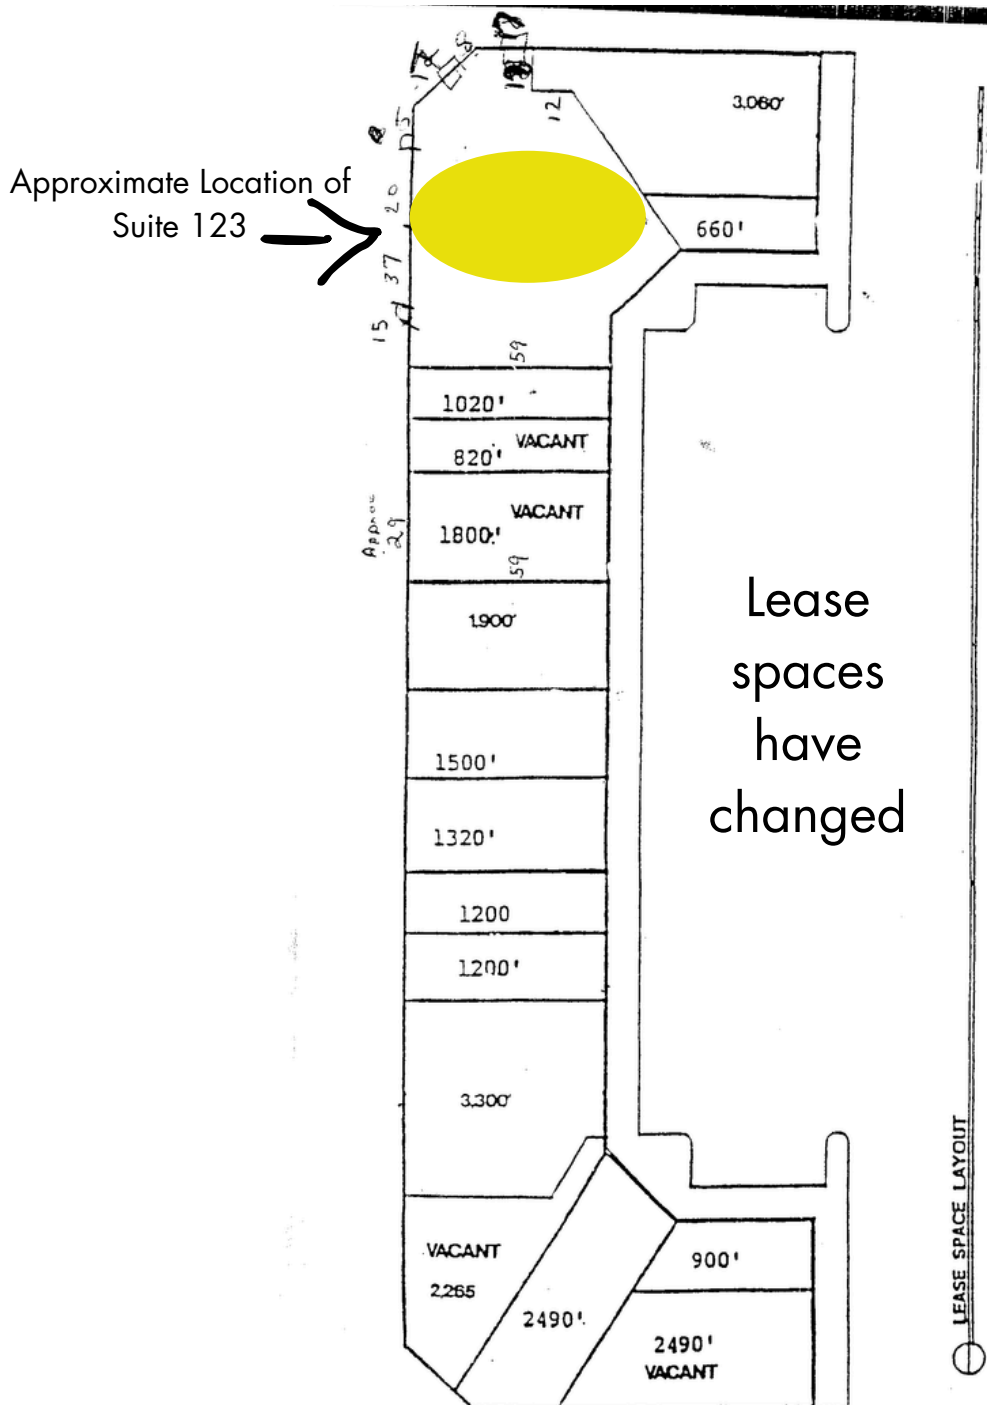 3,060'
12
Approximate Location of
Suite 123
20
660'
37
15
59
1020'
VACANT
820'
VACANT
1800'
Approx
29
59
1,900'
1500'
1320'
1200
1200'
3,300'
VACANT
2,265
2490'
900'
2490'
VACANT
Lease
spaces
have
changed
LEASE SPACE LAYOUT